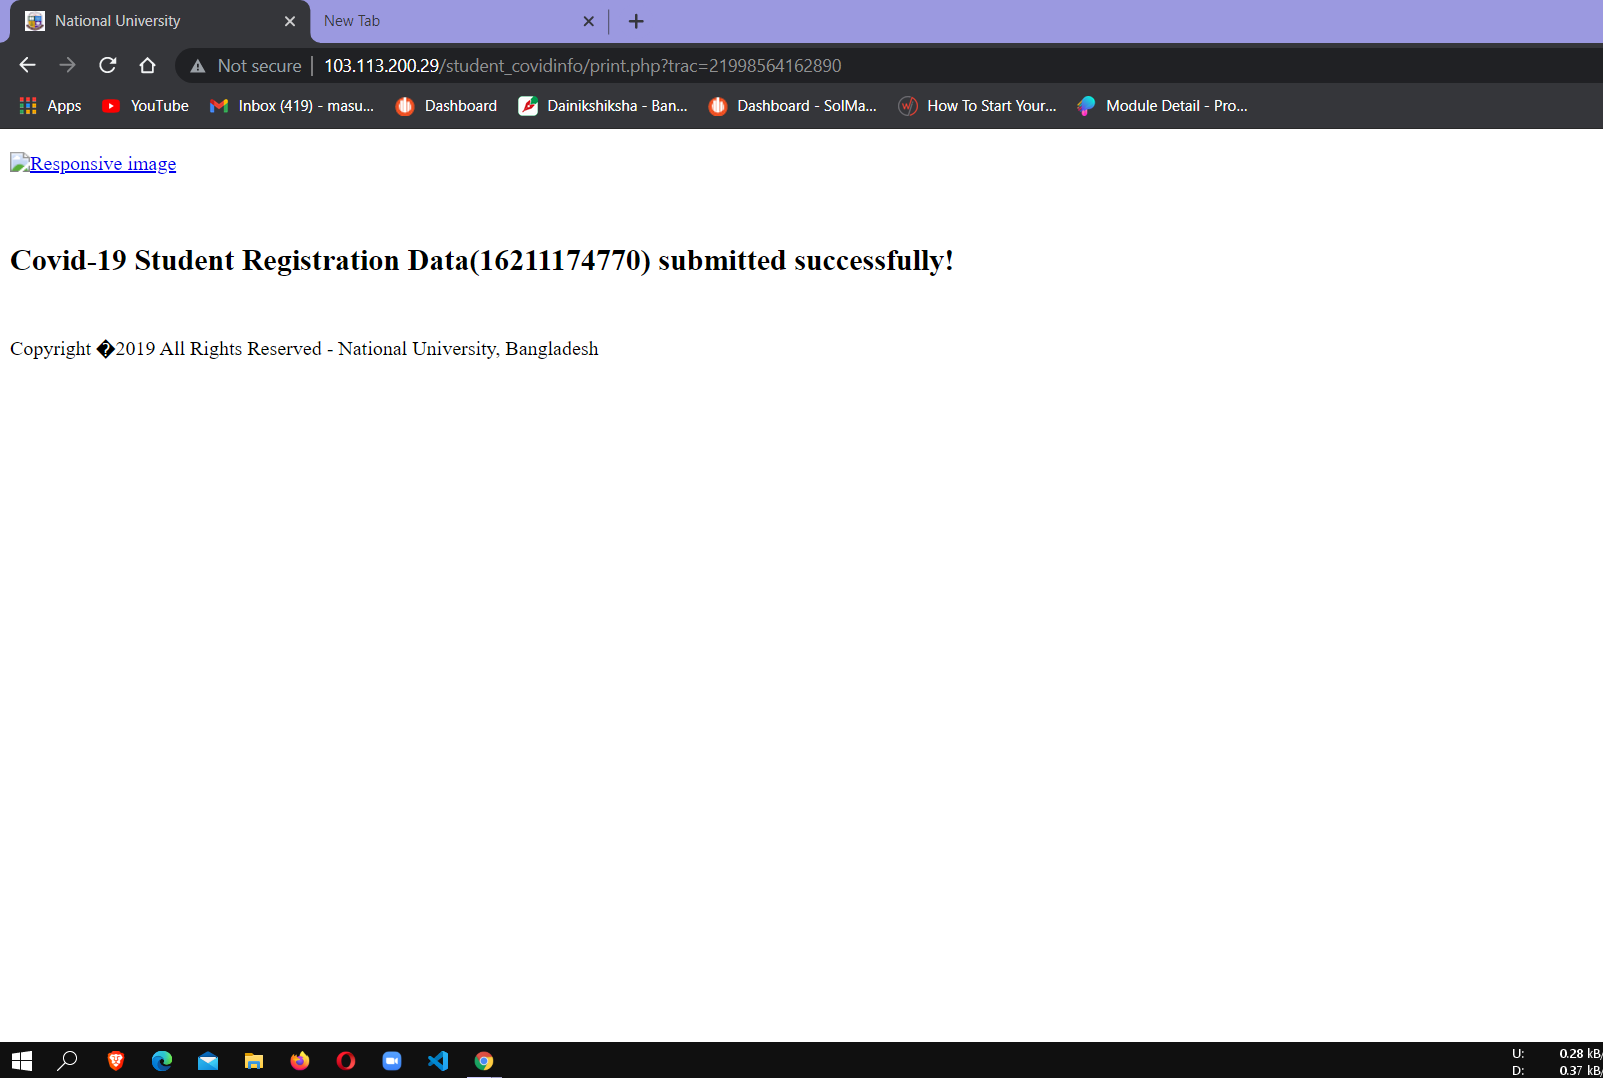 National University
New Tab
Not secure | 103.113.200.29/student_covidinfo/print.php?trac=21998564162890
Apps YouTube Inbox (419) - masu... Dashboard Dainikshiksha - Ban... Dashboard - SolMa... How To Start Your... Module Detail - Pro...
Responsive image
Covid-19 Student Registration Data(16211174770) submitted successfully!
Copyright �2019 All Rights Reserved - National University, Bangladesh
U: 0.28 kB/
D: 0.37 kB/